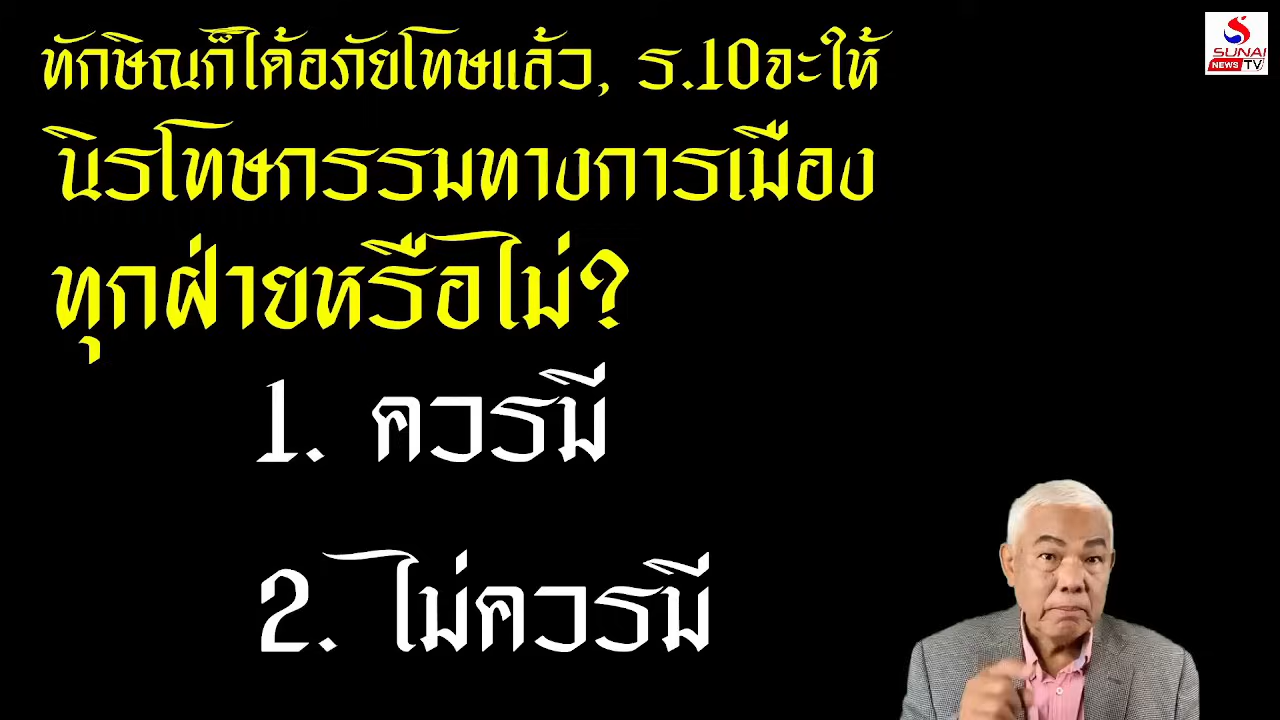 ทักษิณก็ได้อภัยโทษแล้ว, ร.10จะให้
นิรโทษกรรมทางการเมือง
ทุกฝ่ายหรือไม่?
1. ควรมี
2. ไม่ควรมี
SUNAI
NEWS TV